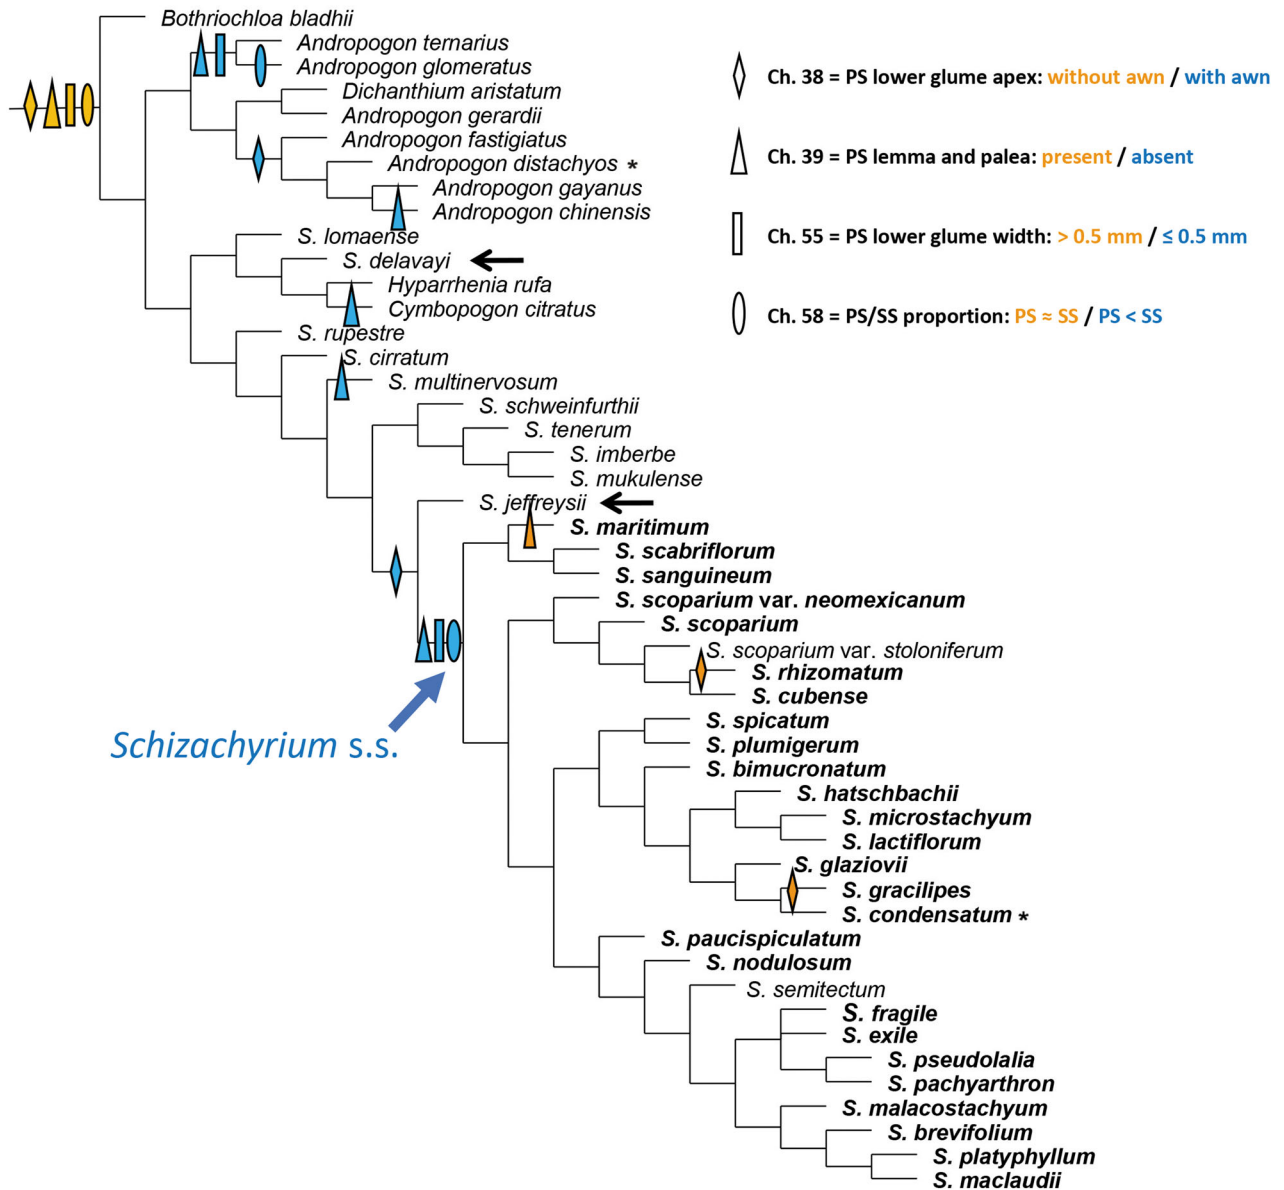 Bothriochloa bladhii
Andropogon ternarius
Andropogon glomeratus
Dichanthium aristatum
Andropogon gerardii
Andropogon fastigiatus
Andropogon distachyos *
Andropogon gayanus
Andropogon chinensis
S. lomaense
S. delavayi
Hyparrhenia rufa
Cymbopogon citratus
S. rupestre
S. cirratum
S. multinervosum
S. schweinfurthii
S. tenerum
S. imberbe
S. mukulense
S. jeffreysii
S. maritimum
S. scabriflorum
S. sanguineum
S. scoparium var. neomexicanum
S. scoparium
S. scoparium var. stoloniferum
S. rhizomatum
S. cubense
S. spicatum
S. plumigerum
S. bimucronatum
S. hatschbachii
S. microstachyum
S. lactiflorum
S. glaziovii
S. gracilipes
S. condensatum *
S. paucispiculatum
S. nodulosum
S. semitectum
S. fragile
S. exile
S. pseudolalia
S. pachyarthron
S. malacostachyum
S. brevifolium
S. platyphyllum
S. maclaudii
Schizachyrium s.s.
Ch. 38 = PS lower glume apex: without awn / with awn
Ch. 39 = PS lemma and palea: present / absent
Ch. 55 = PS lower glume width: > 0.5 mm / ≤ 0.5 mm
Ch. 58 = PS/SS proportion: PS ≈ SS / PS < SS